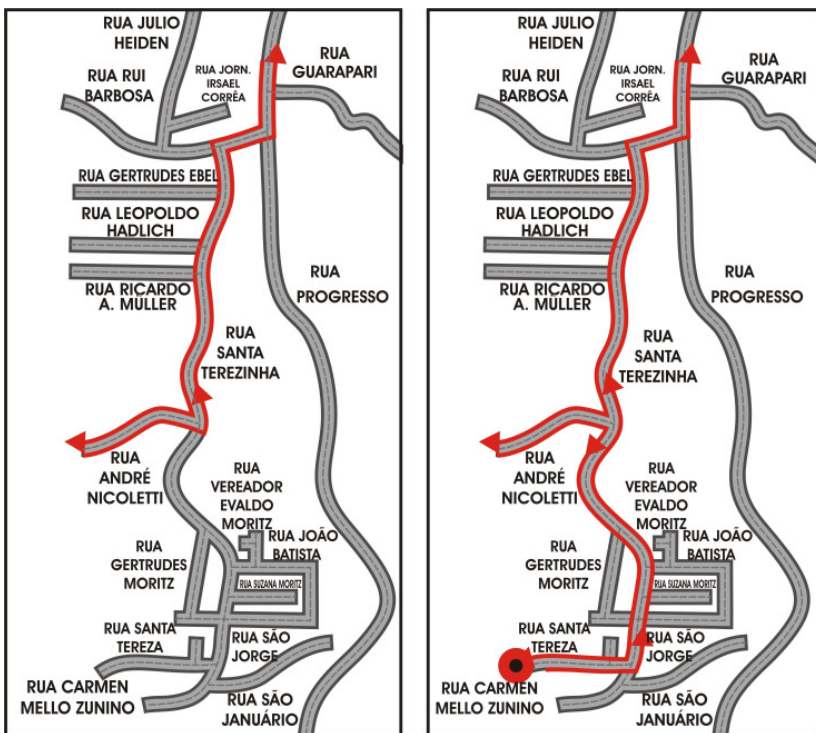 RUA JULIO
HEIDEN
RUA RUI
BARBOSA
RUA JORN.
IRSAEL
CORRÊA
RUA
GUARAPARI
RUA GERTRUDES EBEL
RUA LEOPOLDO
HADLICH
RUA RICARDO
A. MÜLLER
RUA
PROGRESSO
RUA
SANTA
TEREZINHA
RUA
ANDRÉ
NICOLETTI
RUA
VEREADOR
EVALDO
MORITZ
RUA JOÃO
BATISTA
RUA
GERTRUDES
MORITZ
RUA SUZANA MORITZ
RUA SANTA
TEREZA
RUA SÃO
JORGE
RUA CARMEN
MELLO ZUNINO
RUA SÃO
JANUÁRIO
RUA JULIO
HEIDEN
RUA RUI
BARBOSA
RUA JORN.
IRSAEL
CORRÊA
RUA
GUARAPARI
RUA GERTRUDES EBEL
RUA LEOPOLDO
HADLICH
RUA RICARDO
A. MÜLLER
RUA
PROGRESSO
RUA
SANTA
TEREZINHA
RUA
ANDRÉ
NICOLETTI
RUA
VEREADOR
EVALDO
MORITZ
RUA JOÃO
BATISTA
RUA
GERTRUDES
MORITZ
RUA SUZANA MORITZ
RUA SANTA
TEREZA
RUA SÃO
JORGE
RUA CARMEN
MELLO ZUNINO
RUA SÃO
JANUÁRIO